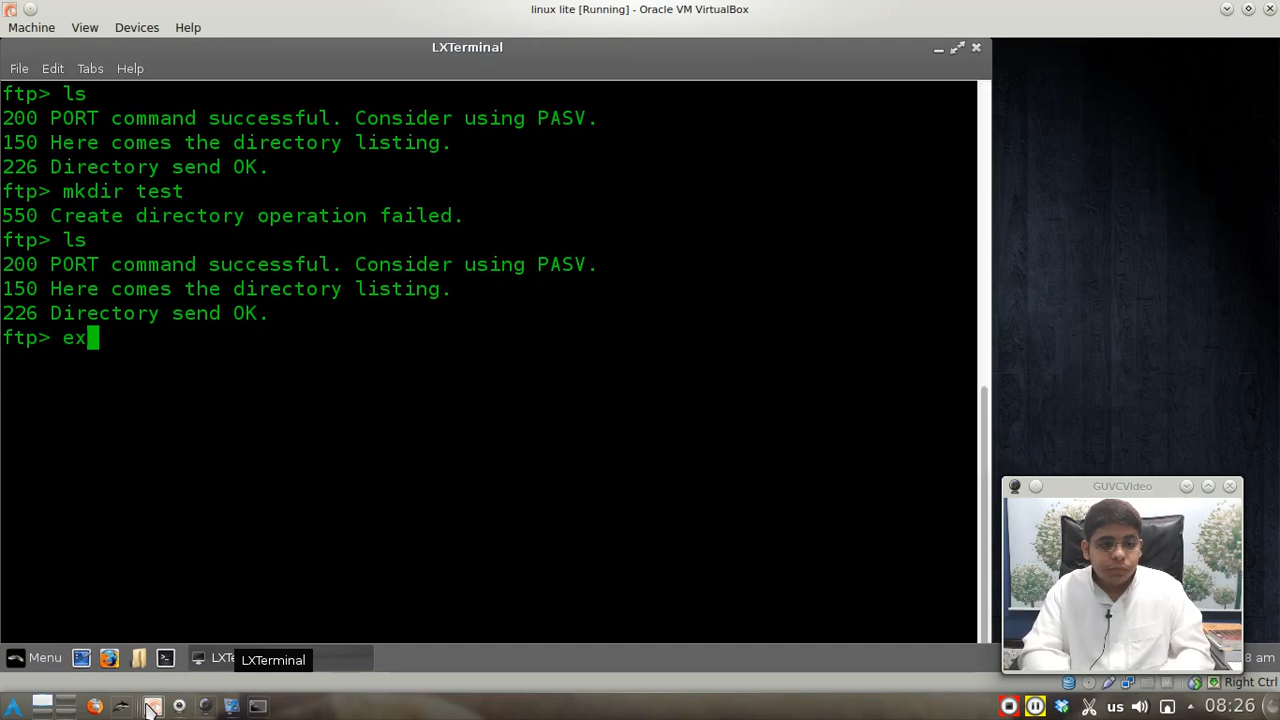 linux lite [Running] - Oracle VM VirtualBox
Machine View Devices Help
LXTerminal
File Edit Tabs Help
ftp> ls
200 PORT command successful. Consider using PASV.
150 Here comes the directory listing.
226 Directory send OK.
ftp> mkdir test
550 Create directory operation failed.
ftp> ls
200 PORT command successful. Consider using PASV.
150 Here comes the directory listing.
226 Directory send OK.
ftp> ex
GUVCVideo
Menu LXT LXTerminal 8 am
Right Ctrl
us 08:26